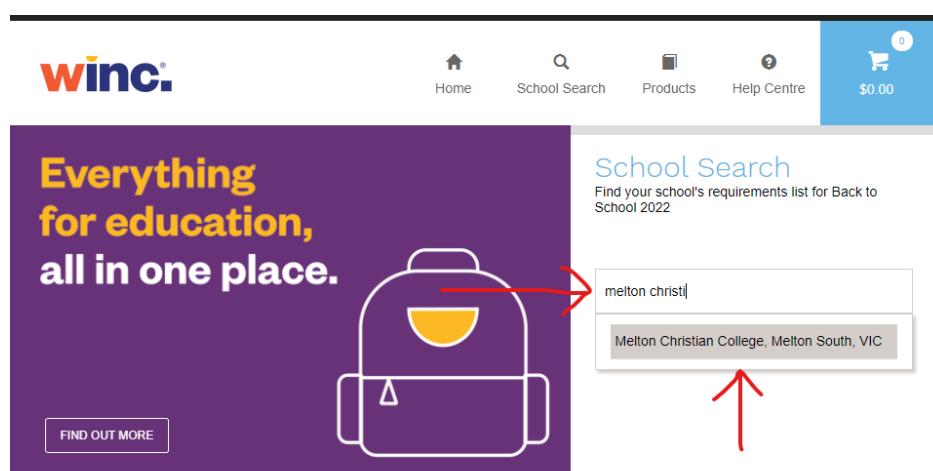 winc.
Home
School Search
Products
Help Centre
0
$0.00
Everything
for education,
all in one place.
FIND OUT MORE
School Search
Find your school's requirements list for Back to
School 2022
melton christi
Melton Christian College, Melton South, VIC